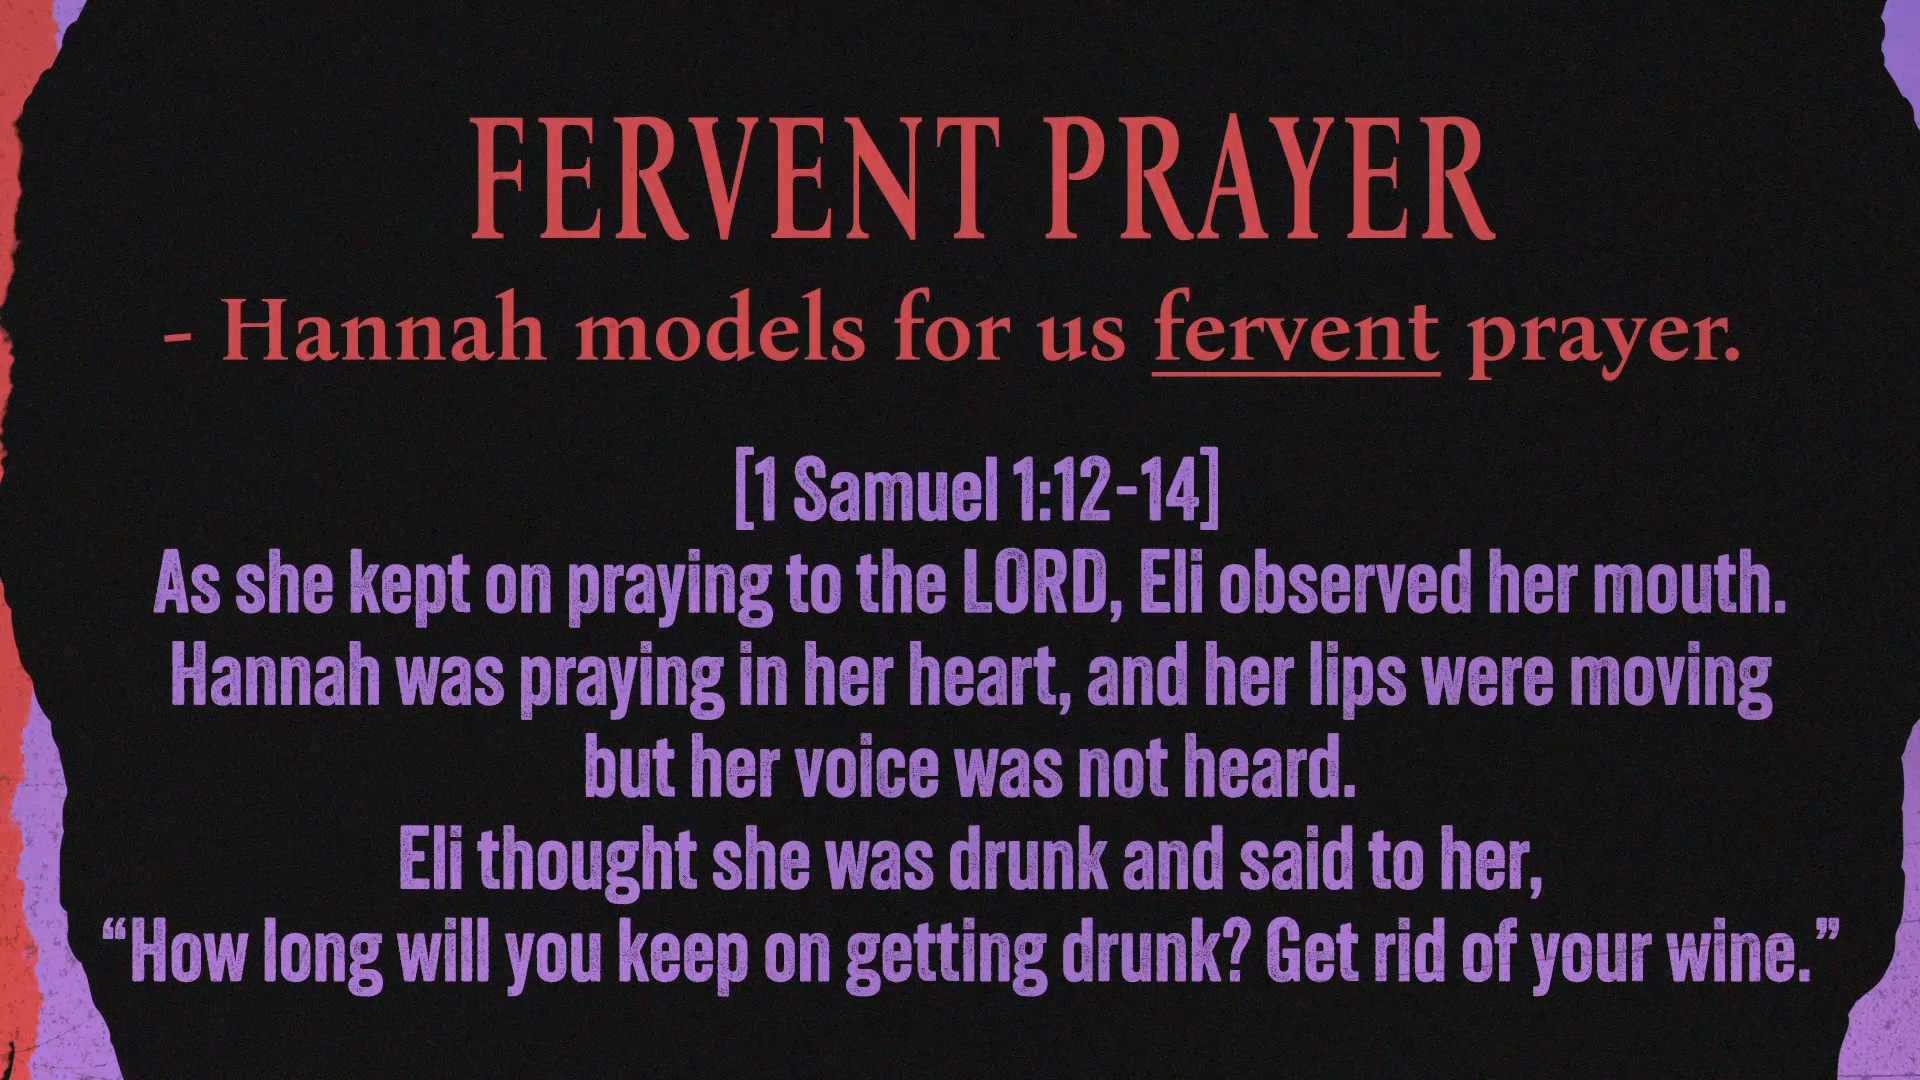 FERVENT PRAYER
- Hannah models for us fervent prayer.
[1 Samuel 1:12-14]
As she kept on praying to the LORD, Eli observed her mouth.
Hannah was praying in her heart, and her lips were moving
but her voice was not heard.
Eli thought she was drunk and said to her,
“How long will you keep on getting drunk? Get rid of your wine.”